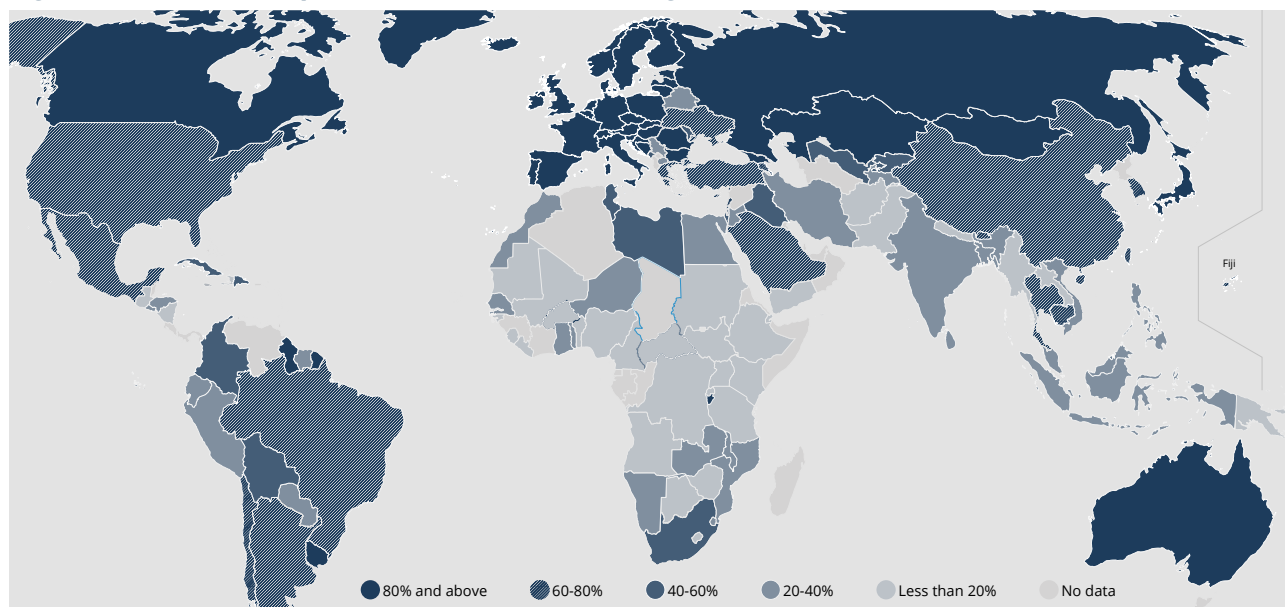 Fiji
80% and above
60-80%
40-60%
20-40%
Less than 20%
No data